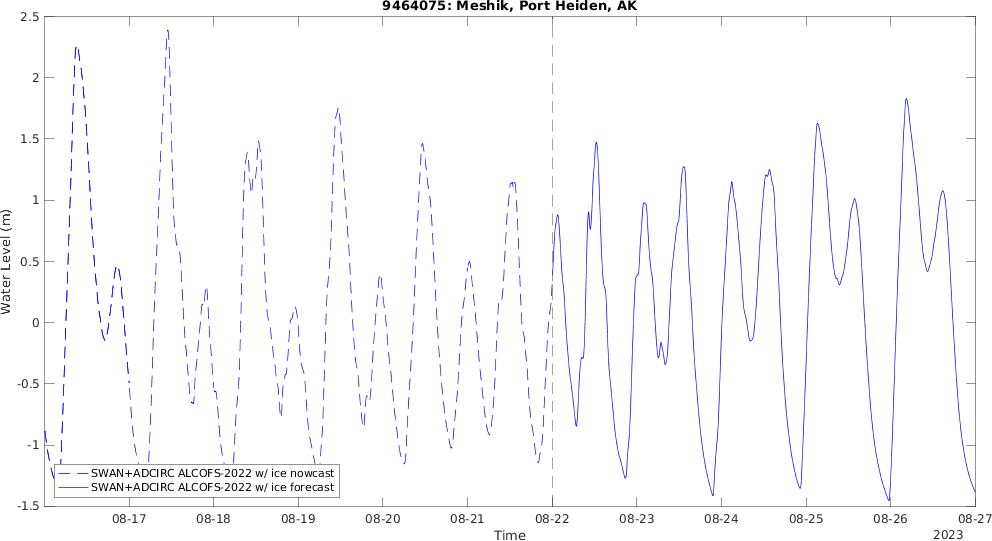 9464075: Meshik, Port Heiden, AK
2.5
2
1.5
1
0.5
0
-0.5
-1
-1.5
Water Level (m)
SWAN+ADCIRC ALCOFS-2022 w/ ice nowcast
SWAN+ADCIRC ALCOFS-2022 w/ ice forecast
08-17 08-18 08-19 08-20 08-21 08-22 08-23 08-24 08-25 08-26 08-27
Time
2023